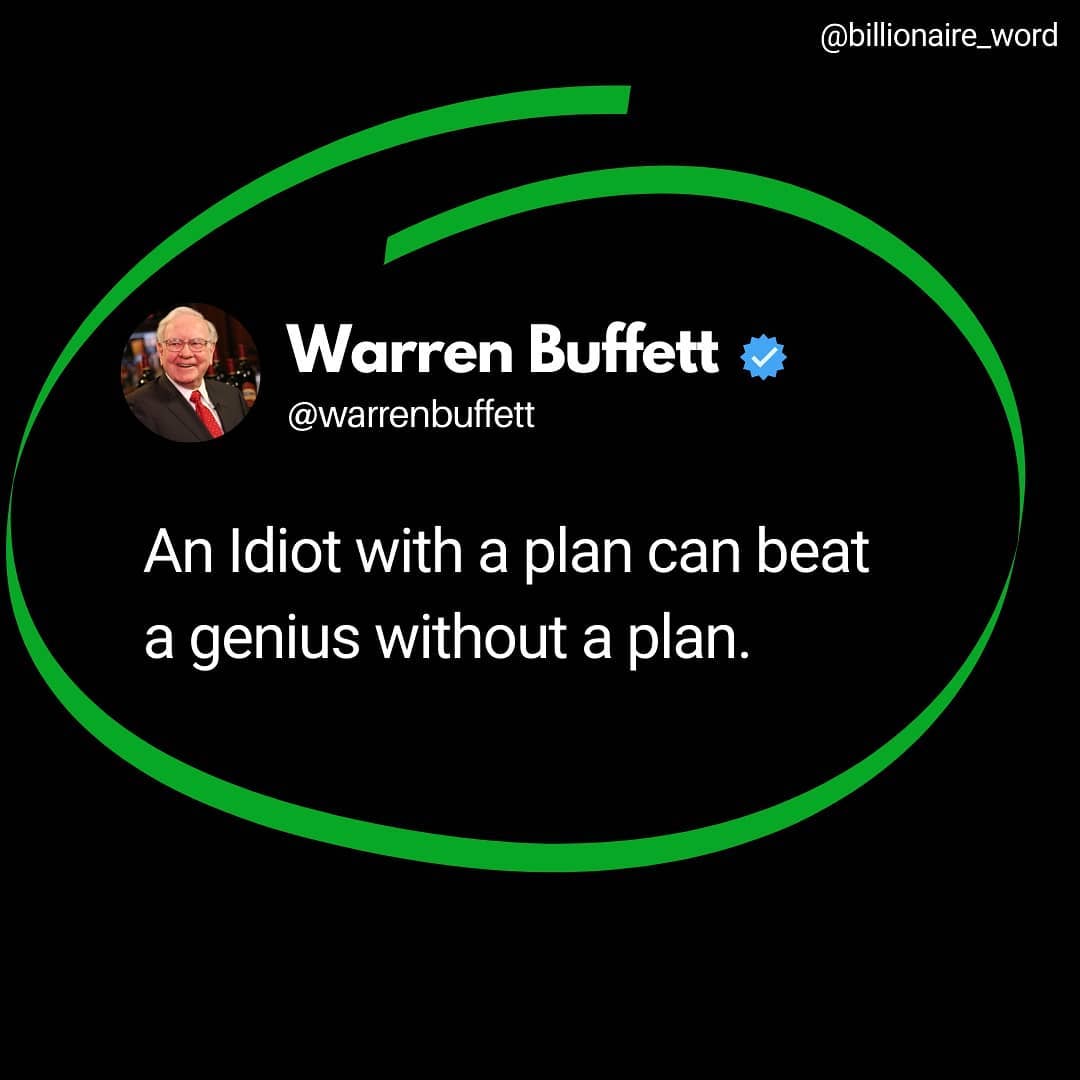 @billionaire_word
Warren Buffett
@warrenbuffett
An Idiot with a plan can beat
a genius without a plan.